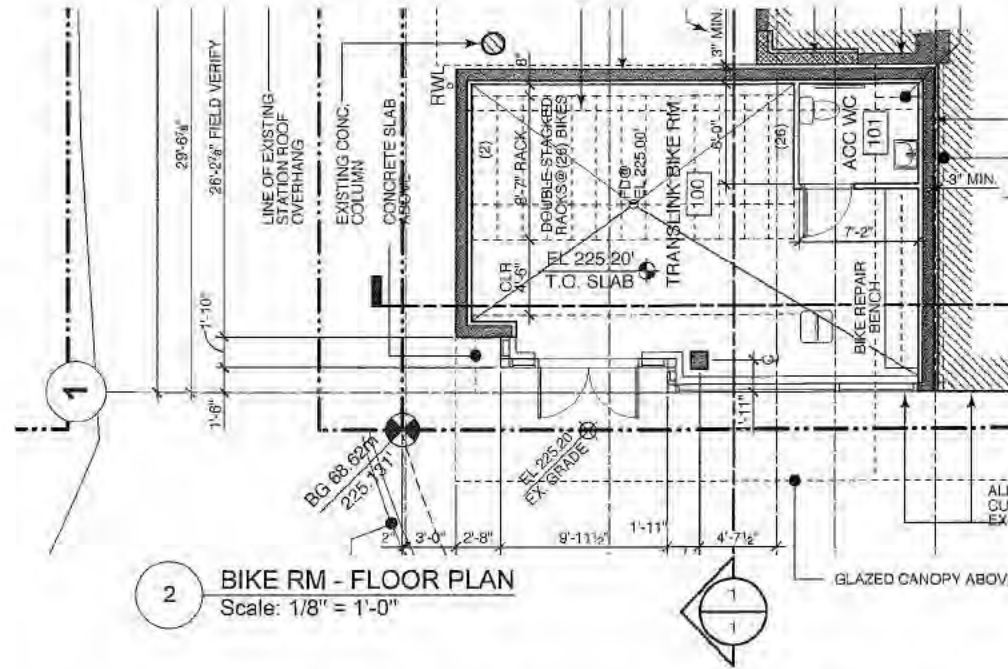 3" MIN.
8"
RWL
29'-6⅞"
26'-2⅞" FIELD VERIFY
LINE OF EXISTING
STATION ROOF
OVERHANG
EXISTING CONC.
COLUMN
CONCRETE SLAB
ABOVE
(2)
8'-7" RACK
DOUBLE-STACKED
RACKS@(26) BIKES
FD@
EL 225.00'
TRANSLINK BIKE RM
100
6'-0"
(26)
ACC WC
101
3" MIN.
7'-2"
CLR
4'-6"
EL 225.20'
T.O. SLAB
BIKE REPAIR
BENCH
1'-10"
1'-6"
1
1'-11"
BG 68.62m
225.131'
EL 225.20'
EX. GRADE
2"
3'-0"
2'-8"
9'-11½"
1'-11"
4'-7½"
GLAZED CANOPY ABOV
2
BIKE RM - FLOOR PLAN
Scale: 1/8" = 1'-0"
1
1